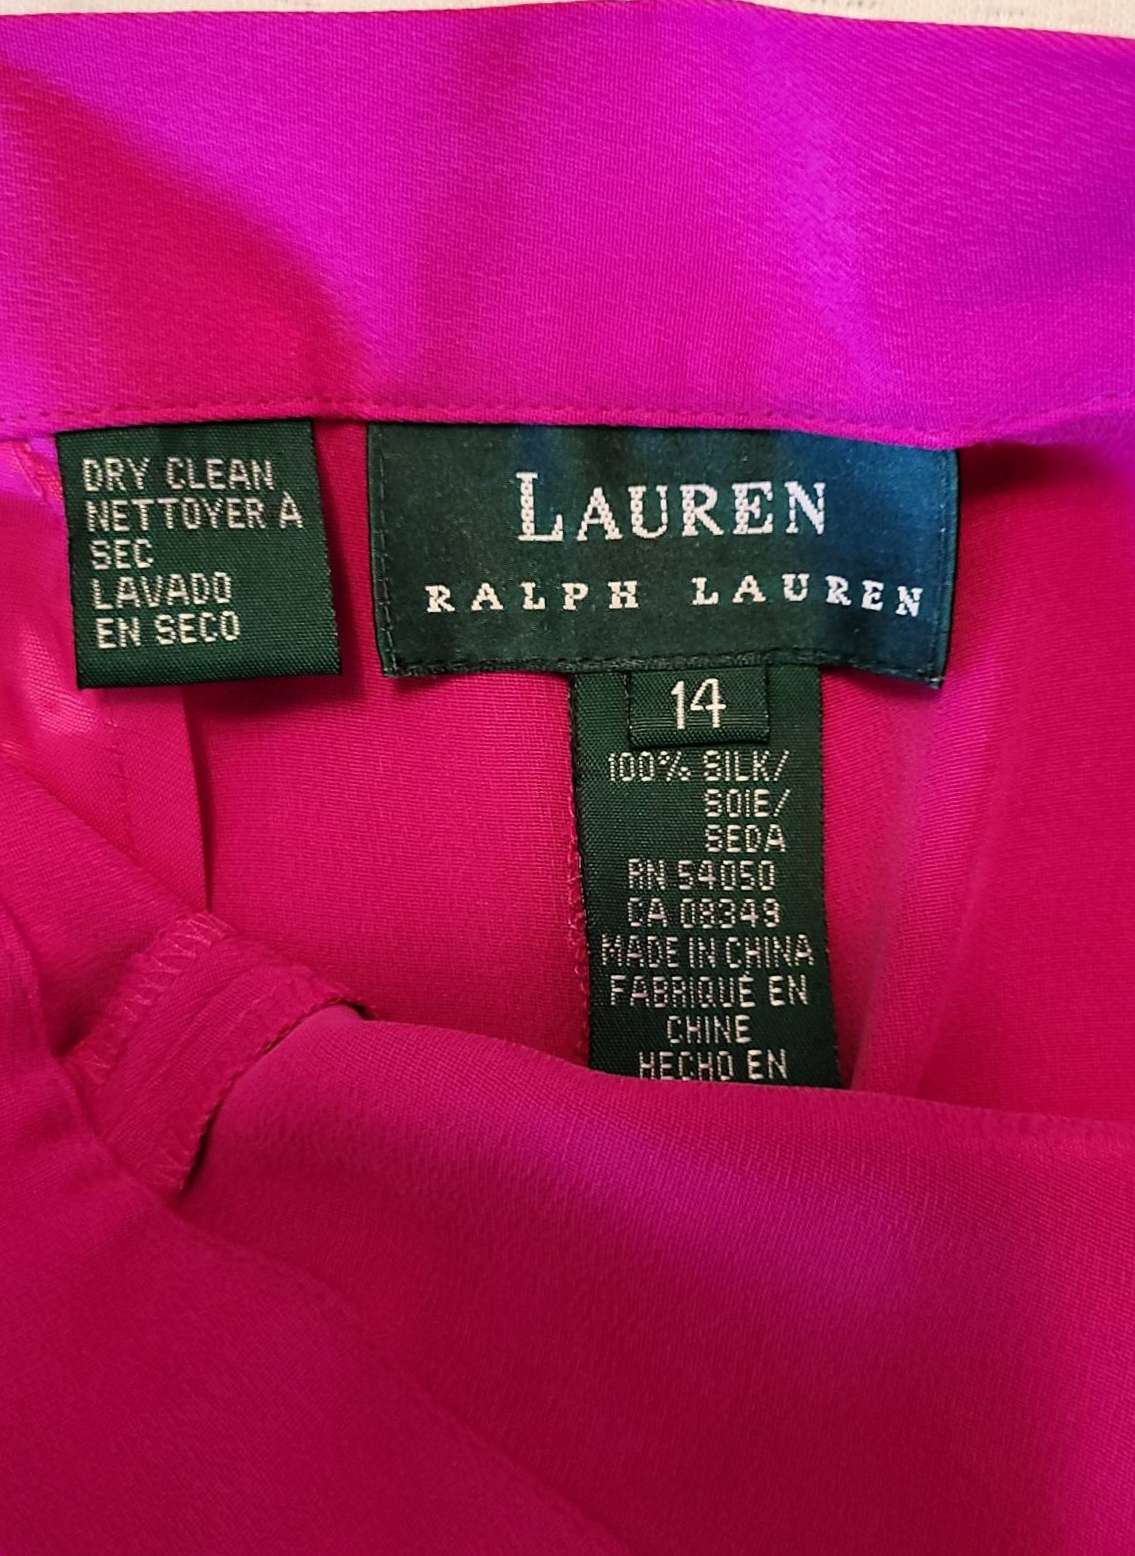 DRY CLEAN
NETTOYER À
SEC
LAVADO
EN SECO
LAUREN
RALPH LAUREN
14
100% SILK/
SOIE/
SEDA
RN 54050
CA 08349
MADE IN CHINA
FABRIQUÉ EN
CHINE
HECHO EN